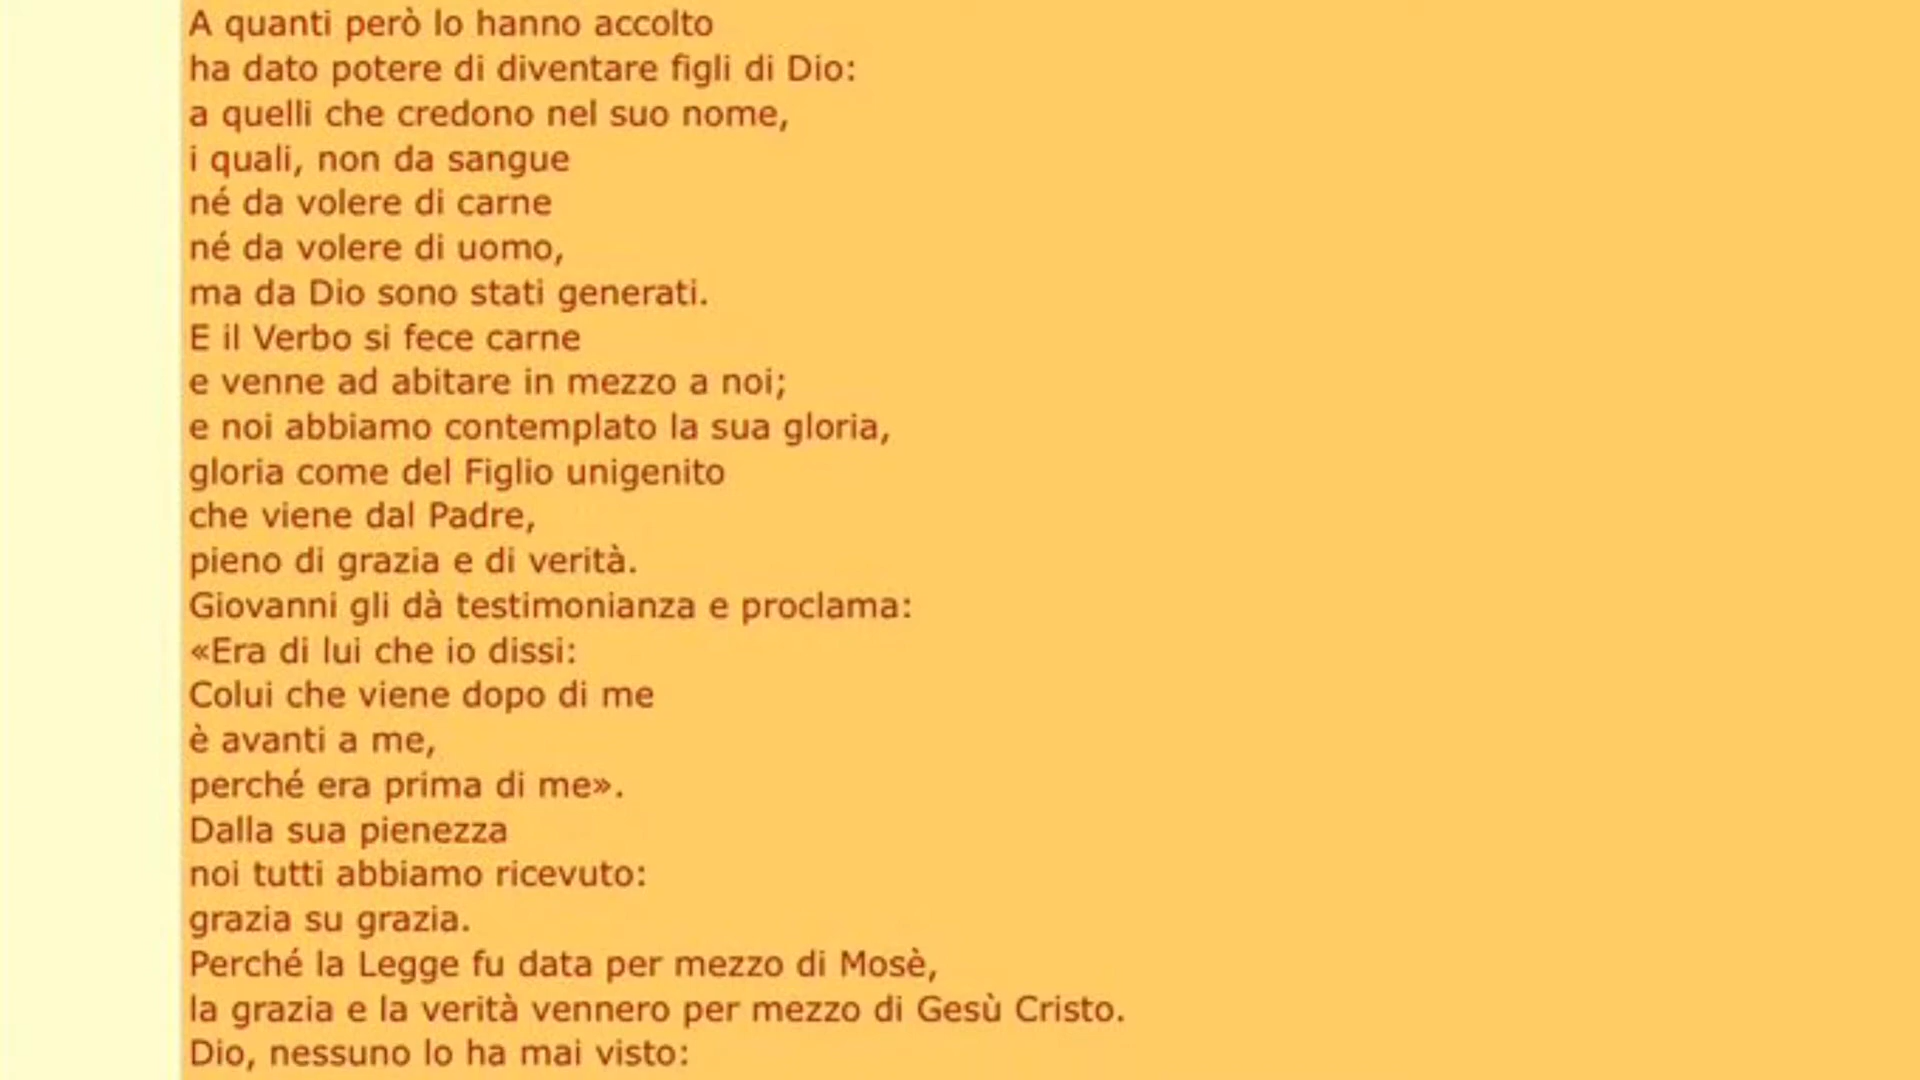 A quanti però lo hanno accolto
ha dato potere di diventare figli di Dio:
a quelli che credono nel suo nome,
i quali, non da sangue
né da volere di carne
né da volere di uomo,
ma da Dio sono stati generati.
E il Verbo si fece carne
e venne ad abitare in mezzo a noi;
e noi abbiamo contemplato la sua gloria,
gloria come del Figlio unigenito
che viene dal Padre,
pieno di grazia e di verità.
Giovanni gli dà testimonianza e proclama:
«Era di lui che io dissi:
Colui che viene dopo di me
è avanti a me,
perché era prima di me».
Dalla sua pienezza
noi tutti abbiamo ricevuto:
grazia su grazia.
Perché la Legge fu data per mezzo di Mosè,
la grazia e la verità vennero per mezzo di Gesù Cristo.
Dio, nessuno lo ha mai visto: